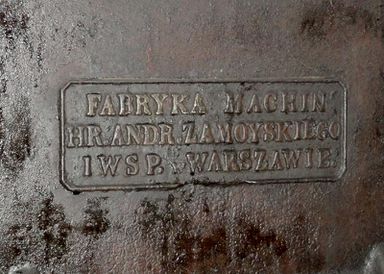 FABRYKA MACHIN
HR. ANDR. ZAMOYSKIEGO
I WSP. W WARSZAWIE.